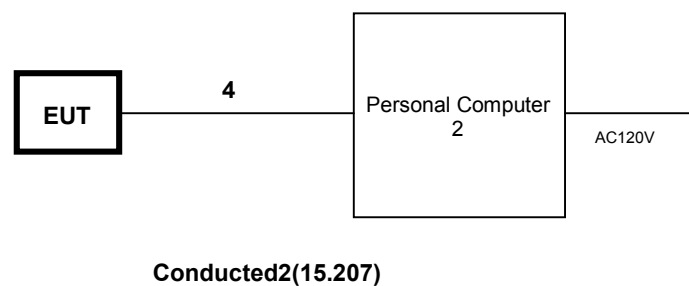 4
EUT
Personal Computer
2
AC120V
Conducted2(15.207)